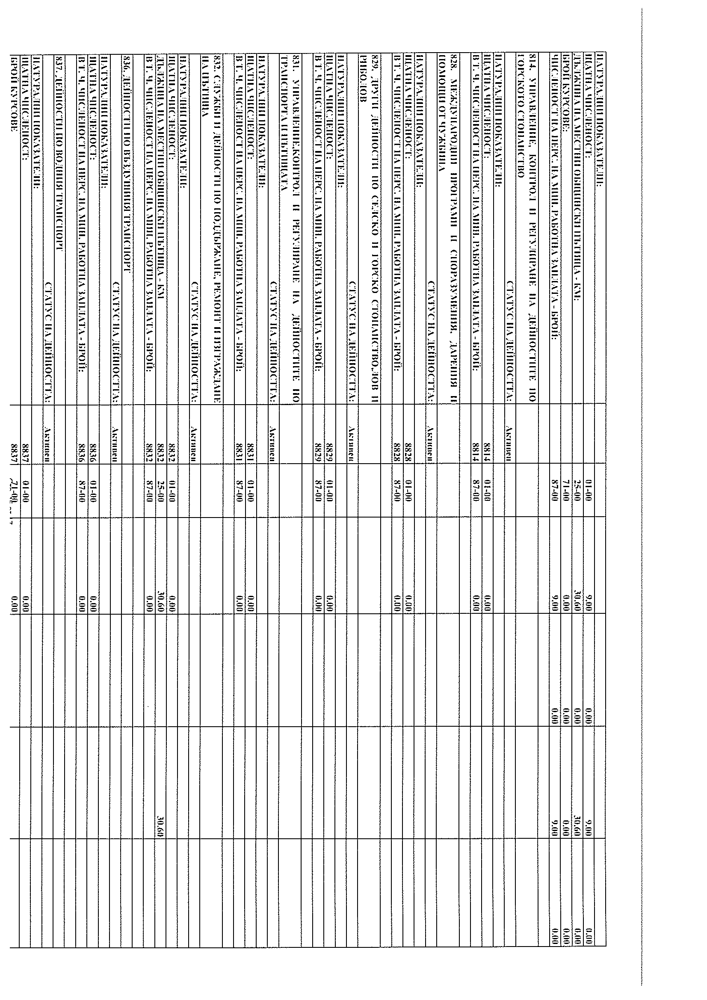 НАТУРАЛНИ ПОКАЗАТЕЛИ:
ЩАТНА ЧИСЛЕНОСТ: 01-00 9.00 0.00 9.00 0.00
ДЪЛЖИНА НА МЕСТНИ ОБЩИНСКИ ПЪТИЩА - КМ: 25-00 30.60 0.00 30.60 0.00
БРОЙ КУРСОВЕ: 71-00 0.00 0.00 0.00 0.00
ЧИСЛЕНОСТ НА ПЕРС. НА МИН. РАБОТНА ЗАПЛАТА - БРОЙ: 87-00 9.00 0.00 9.00 0.00
814. УПРАВЛЕНИЕ, КОНТРОЛ И РЕГУЛИРАНЕ НА ДЕЙНОСТИТЕ ПО
ГОРСКОТО СТОПАНСТВО
СТАТУС НА ДЕЙНОСТТА: Активен
НАТУРАЛНИ ПОКАЗАТЕЛИ:
ЩАТНА ЧИСЛЕНОСТ: 8814 01-00 0.00
В Т. Ч. ЧИСЛЕНОСТ НА ПЕРС. НА МИН. РАБОТНА ЗАПЛАТА - БРОЙ: 8814 87-00 0.00
828. МЕЖДУНАРОДНИ ПРОГРАМИ И СПОРАЗУМЕНИЯ, ДАРЕНИЯ И
ПОМОЩИ ОТ ЧУЖБИНА
СТАТУС НА ДЕЙНОСТТА: Активен
НАТУРАЛНИ ПОКАЗАТЕЛИ:
ЩАТНА ЧИСЛЕНОСТ: 8828 01-00 0.00
В Т. Ч. ЧИСЛЕНОСТ НА ПЕРС. НА МИН. РАБОТНА ЗАПЛАТА - БРОЙ: 8828 87-00 0.00
829. ДРУГИ ДЕЙНОСТИ ПО СЕЛСКО И ГОРСКО СТОПАНСТВО,ЛОВ И
РИБОЛОВ
СТАТУС НА ДЕЙНОСТТА: Активен
НАТУРАЛНИ ПОКАЗАТЕЛИ:
ЩАТНА ЧИСЛЕНОСТ: 8829 01-00 0.00
В Т. Ч. ЧИСЛЕНОСТ НА ПЕРС. НА МИН. РАБОТНА ЗАПЛАТА - БРОЙ: 8829 87-00 0.00
831. УПРАВЛЕНИЕ,КОНТРОЛ И РЕГУЛИРАНЕ НА ДЕЙНОСТИТЕ ПО
ТРАНСПОРТА И ПЪТИЩАТА
СТАТУС НА ДЕЙНОСТТА: Активен
НАТУРАЛНИ ПОКАЗАТЕЛИ:
ЩАТНА ЧИСЛЕНОСТ: 8831 01-00 0.00
В Т. Ч. ЧИСЛЕНОСТ НА ПЕРС. НА МИН. РАБОТНА ЗАПЛАТА - БРОЙ: 8831 87-00 0.00
832. СЛУЖБИ И ДЕЙНОСТИ ПО ПОДДЪРЖАНЕ, РЕМОНТ И ИЗГРАЖДАНЕ
НА ПЪТИЩА
СТАТУС НА ДЕЙНОСТТА: Активен
НАТУРАЛНИ ПОКАЗАТЕЛИ:
ЩАТНА ЧИСЛЕНОСТ: 8832 01-00 0.00
ДЪЛЖИНА НА МЕСТНИ ОБЩИНСКИ ПЪТИЩА - КМ 8832 25-00 30.60 30.60
В Т. Ч. ЧИСЛЕНОСТ НА ПЕРС. НА МИН. РАБОТНА ЗАПЛАТА - БРОЙ: 8832 87-00 0.00
836. ДЕЙНОСТИ ПО ВЪЗДУШНИЯ ТРАНСПОРТ
СТАТУС НА ДЕЙНОСТТА: Активен
НАТУРАЛНИ ПОКАЗАТЕЛИ:
ЩАТНА ЧИСЛЕНОСТ: 8836 01-00 0.00
В Т. Ч. ЧИСЛЕНОСТ НА ПЕРС. НА МИН. РАБОТНА ЗАПЛАТА - БРОЙ: 8836 87-00 0.00
837. ДЕЙНОСТИ ПО ВОДНИЯ ТРАНСПОРТ
СТАТУС НА ДЕЙНОСТТА: Активен
НАТУРАЛНИ ПОКАЗАТЕЛИ:
ЩАТНА ЧИСЛЕНОСТ: 8837 01-00 0.00
БРОЙ КУРСОВЕ 8837 71-00 0.00